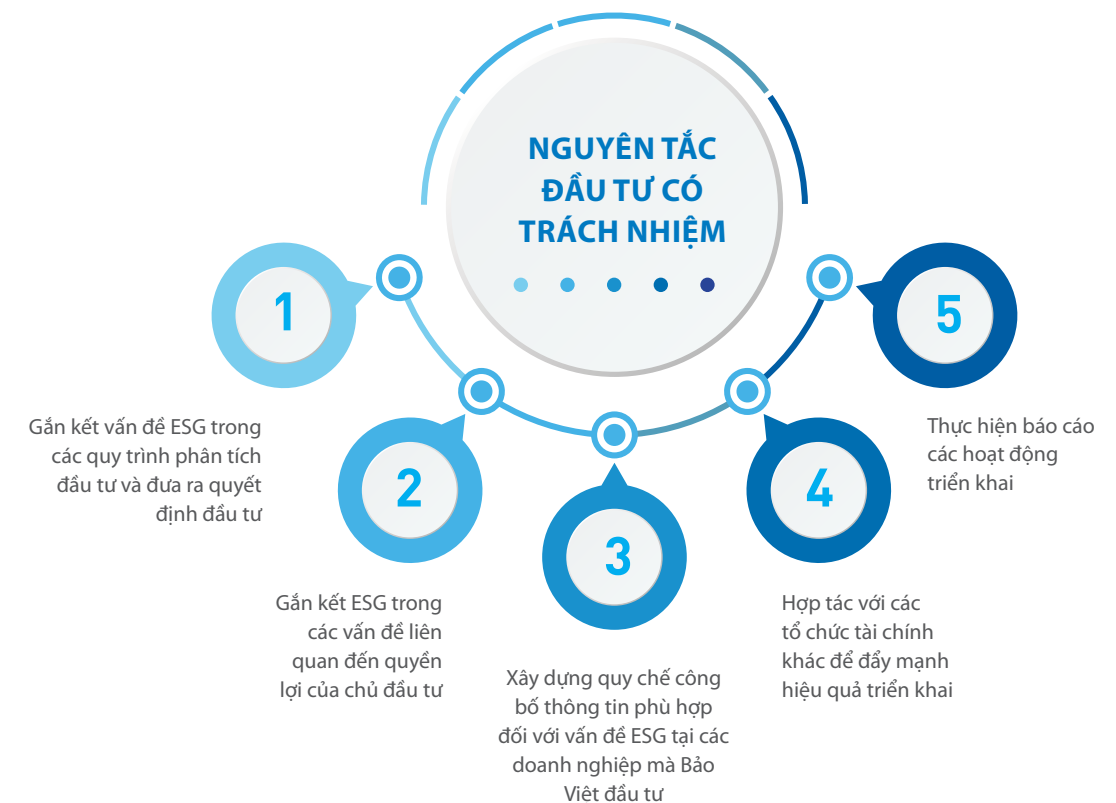 NGUYÊN TẮC
ĐẦU TƯ CÓ
TRÁCH NHIỆM
1
Gắn kết vấn đề ESG trong
các quy trình phân tích
đầu tư và đưa ra quyết
định đầu tư
2
Gắn kết ESG trong
các vấn đề liên
quan đến quyền
lợi của chủ đầu tư
3
Xây dựng quy chế công
bố thông tin phù hợp
đối với vấn đề ESG tại các
doanh nghiệp mà Bảo
Việt đầu tư
4
Hợp tác với các
tổ chức tài chính
khác để đẩy mạnh
hiệu quả triển khai
5
Thực hiện báo cáo
các hoạt động
triển khai